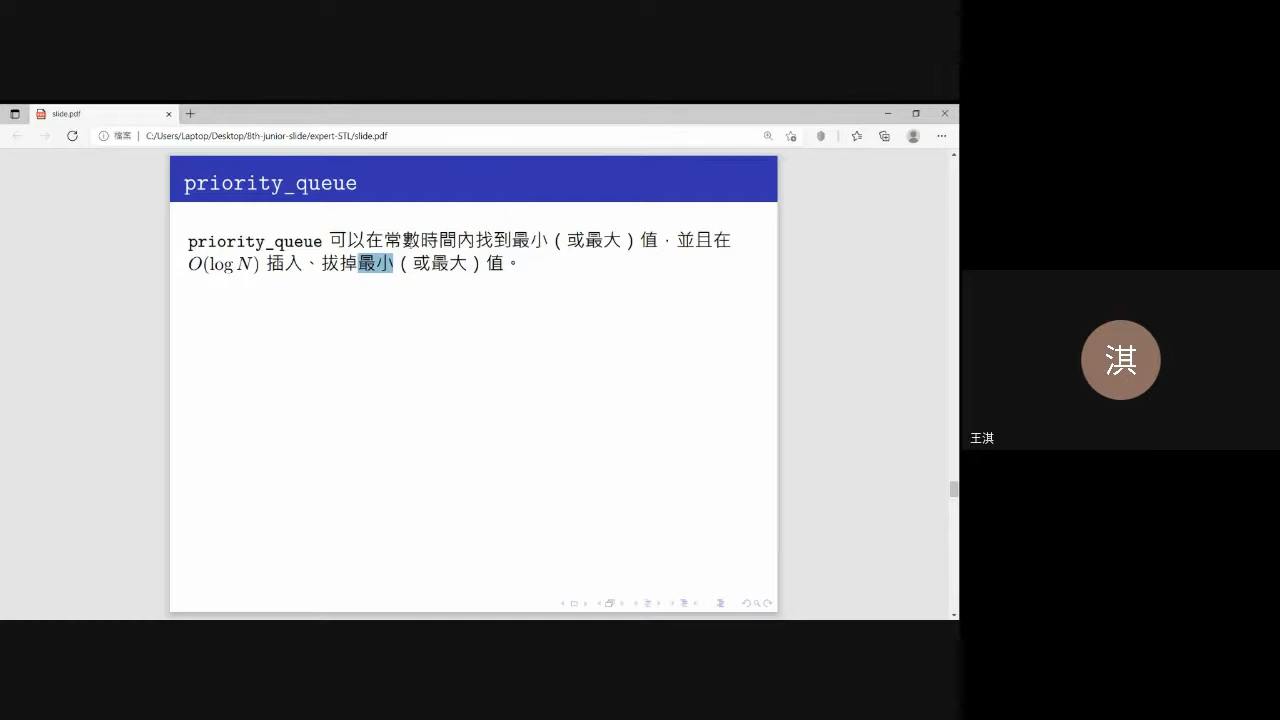 slide.pdf
檔案
C:/Users/Laptop/Desktop/8th-junior-slide/expert-STL/slide.pdf
priority_queue
priority_queue 可以在常數時間內找到最小(或最大)值,並且在
O(log N) 插入、拔掉最小(或最大)值。
淇
王淇